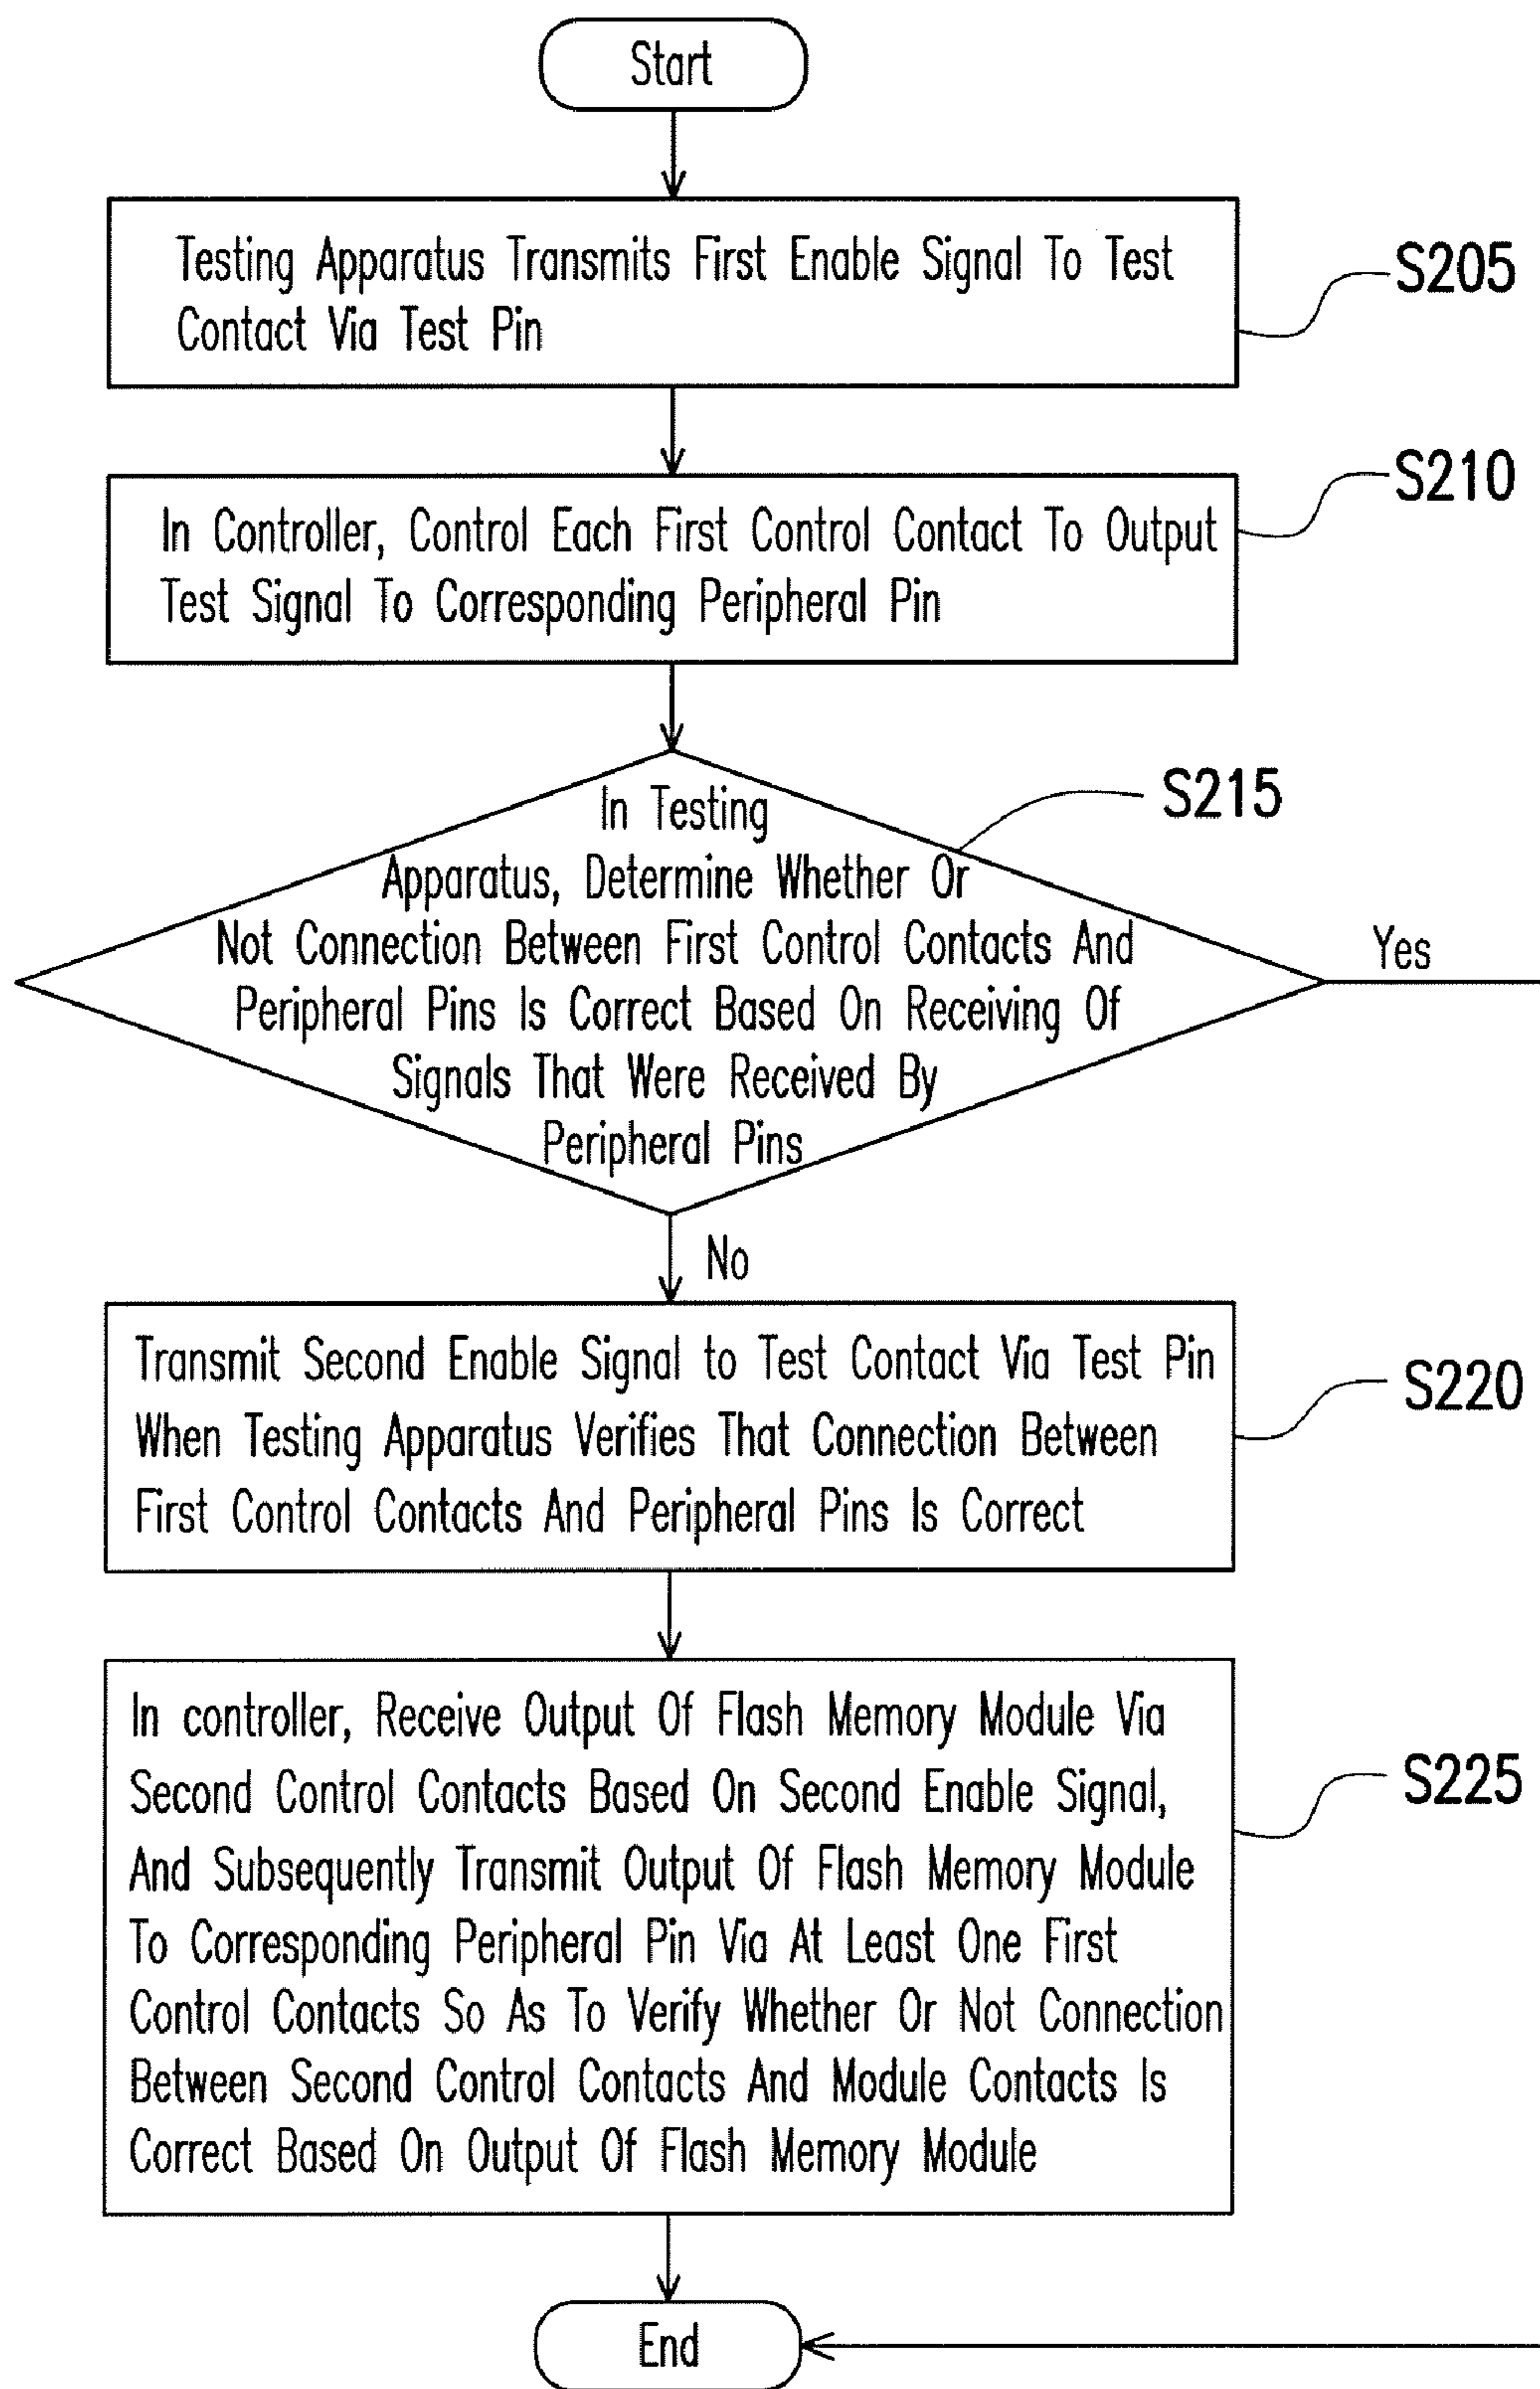 Start
Testing Apparatus Transmits First Enable Signal To Test
Contact Via Test Pin
S205
S210
In Controller, Control Each First Control Contact To Output
Test Signal To Corresponding Peripheral Pin
S215
In Testing
Apparatus, Determine Whether Or
Not Connection Between First Control Contacts And
Peripheral Pins Is Correct Based On Receiving Of
Signals That Were Received By
Peripheral Pins
Yes
No
Transmit Second Enable Signal to Test Contact Via Test Pin
When Testing Apparatus Verifies That Connection Between
First Control Contacts And Peripheral Pins Is Correct
S220
In controller, Receive Output Of Flash Memory Module Via
Second Control Contacts Based On Second Enable Signal,
And Subsequently Transmit Output Of Flash Memory Module
To Corresponding Peripheral Pin Via At Least One First
Control Contacts So As To Verify Whether Or Not Connection
Between Second Control Contacts And Module Contacts Is
Correct Based On Output Of Flash Memory Module
S225
End